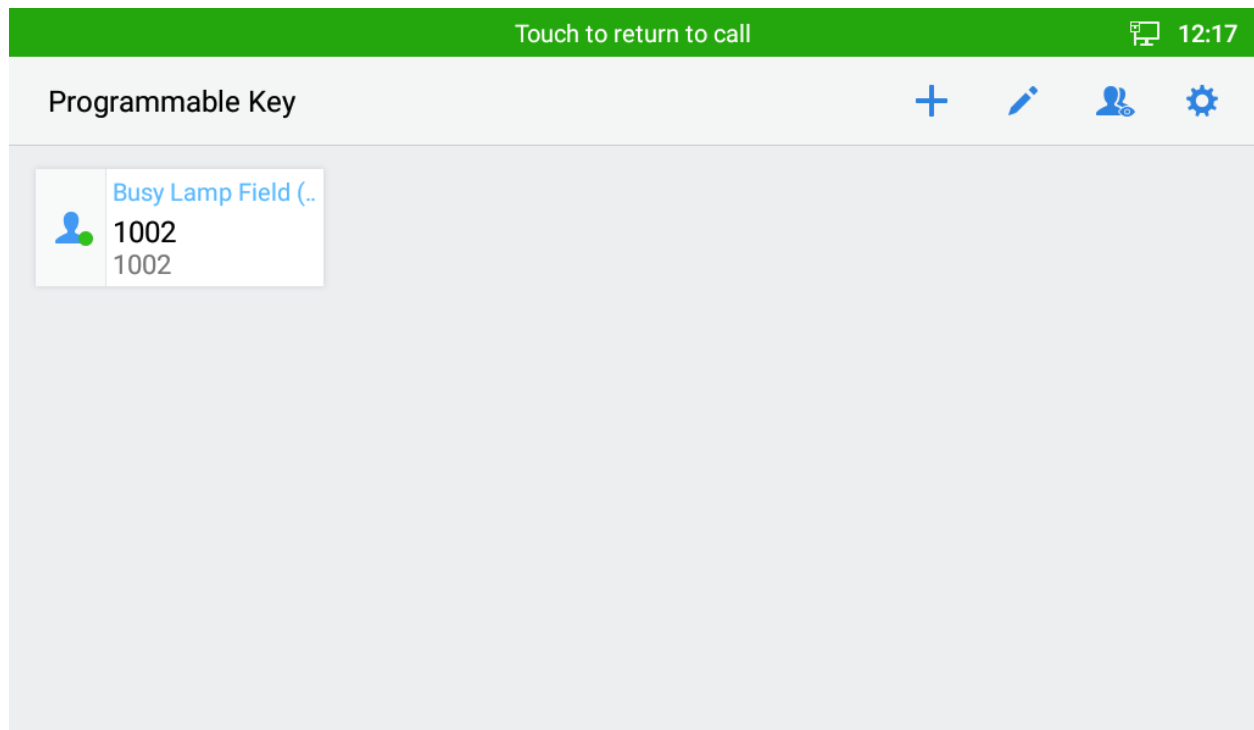 Touch to return to call
12:17
Programmable Key
Busy Lamp Field (..
1002
1002